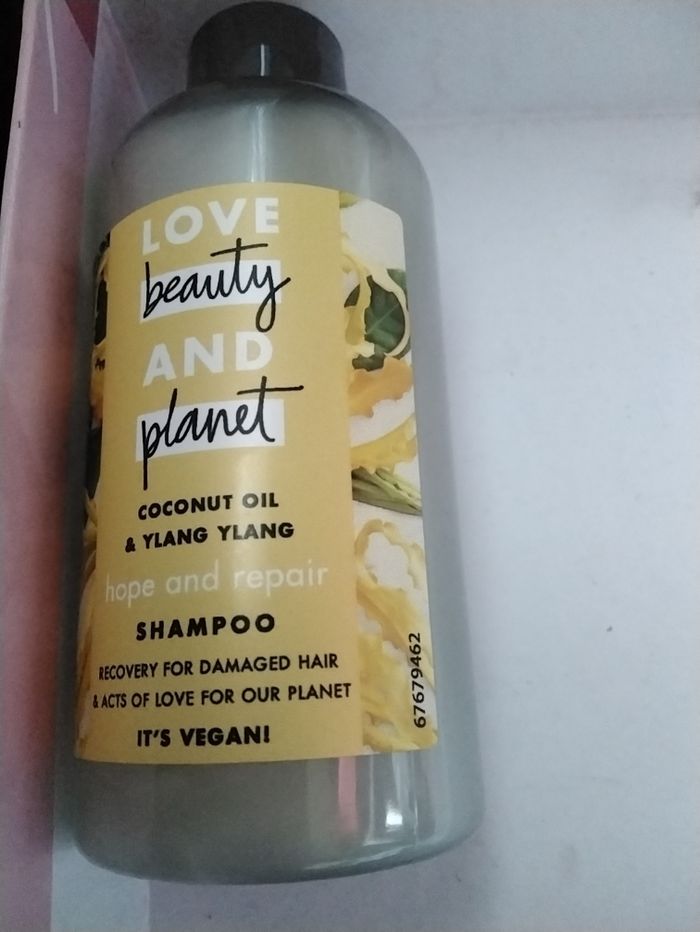 LOVE
beauty
AND
planet
COCONUT OIL
& YLANG YLANG
hope and repair
SHAMPOO
RECOVERY FOR DAMAGED HAIR
& ACTS OF LOVE FOR OUR PLANET
IT'S VEGAN!
67679462